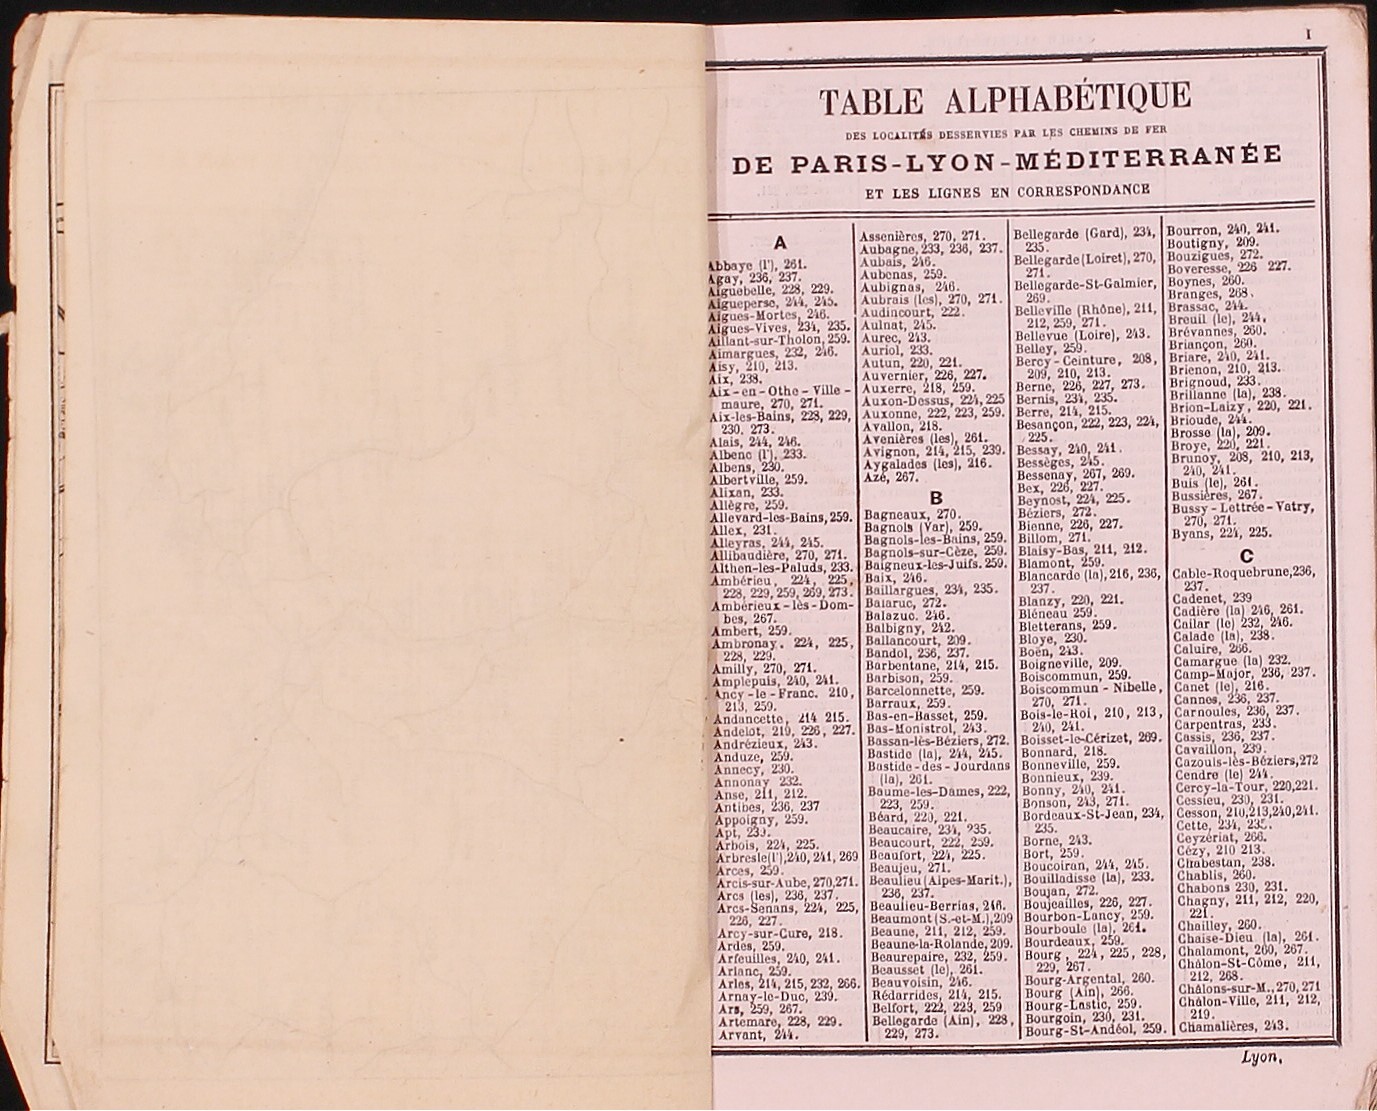 I
TABLE ALPHABÉTIQUE
DES LOCALITÉS DESSERVIES PAR LES CHEMINS DE FER
DE PARIS-LYON-MÉDITERRANÉE
ET LES LIGNES EN CORRESPONDANCE
A
Abbaye (l'), 261.
Agay, 236, 237.
Aiguebelle, 228, 229.
Aigueperse, 244, 245.
Aigues-Mortes, 246.
Aigues-Vives, 234, 235.
Aillant-sur-Tholon, 259.
Aimargues, 232, 246.
Aisy, 210, 213.
Aix, 238.
Aix-en-Othe-Ville-
maure, 270, 271.
Aix-les-Bains, 228, 229,
230, 273.
Alais, 244, 246.
Albenc (l'), 233.
Albens, 230.
Albertville, 259.
Alixan, 233.
Allègre, 259.
Allevard-les-Bains, 259.
Allex, 231.
Alleyras, 244, 245.
Allibaudière, 270, 271.
Althen-les-Paluds, 233.
Ambérieu, 224, 225,
228, 229, 259, 269, 273.
Ambérieux-lès-Dom-
bes, 267.
Ambert, 259.
Ambronay, 224, 225,
228, 229.
Amilly, 270, 271.
Amplepuis, 240, 241.
Ancy-le-Franc. 210,
213, 259.
Andancette, 214 215.
Andelot, 219, 226, 227.
Andrézieux, 243.
Anduze, 259.
Annecy, 230.
Annonay 232.
Anse, 211, 212.
Antibes, 236, 237
Appoigny, 259.
Apt, 239.
Arbois, 224, 225.
Arbresle(l'),240, 241, 269
Arces, 259.
Arcis-sur-Aube, 270,271.
Arcs (les), 236, 237.
Arcs-Senans, 224, 225,
226, 227.
Arcy-sur-Cure, 218.
Ardes, 259.
Arfeuilles, 240, 241.
Arlanc, 259.
Arles, 214, 215, 232, 266.
Arnay-le-Duc, 239.
Ars, 259, 267.
Artemare, 228, 229.
Arvant, 244.
Assenières, 270, 271.
Aubagne, 233, 236, 237.
Aubais, 246.
Aubenas, 259.
Aubignas, 246.
Aubrais (les), 270, 271.
Audincourt, 222.
Aulnat, 245.
Aurec, 243.
Auriol, 233.
Autun, 220, 221.
Auvernier, 226, 227.
Auxerre, 218, 259.
Auxon-Dessus, 224, 225
Auxonne, 222, 223, 259.
Avallon, 218.
Avenières (les), 261.
Avignon, 214, 215, 239.
Aygalades (les), 216.
Azé, 267.
B
Bagneaux, 270.
Bagnols (Var), 259.
Bagnols-les-Bains, 259.
Bagnols-sur-Cèze, 259.
Baigneux-les-Juifs. 259.
Baix, 246.
Baillargues, 234, 235.
Balaruc, 272.
Balazuc. 246.
Balbigny, 242.
Ballancourt, 209.
Bandol, 236, 237.
Barbentane, 214, 215.
Barbison, 259.
Barcelonnette, 259.
Barraux, 259.
Bas-en-Basset, 259.
Bas-Monistrol, 243.
Bassan-lès-Béziers, 272.
Bastide (la), 244, 245.
Bastide-des-Jourdans
(la), 261.
Baume-les-Dames, 222,
223, 259.
Béard, 220, 221.
Beaucaire, 234, 235.
Beaucourt, 222, 259.
Beaufort, 224, 225.
Beaujeu, 271.
Beaulieu (Alpes-Marit.),
236, 237.
Beaulieu-Berrias, 246.
Beaumont (S.-et-M.),209
Beaune, 211, 212, 259.
Beaune-la-Rolande, 209.
Beaurepaire, 232, 259.
Beausset (le), 261.
Beauvoisin, 246.
Bédarrides, 214, 215.
Belfort, 222, 223, 259
Bellegarde (Ain), 228,
229, 273.
Bellegarde (Gard), 234,
235.
Bellegarde (Loiret), 270,
271.
Bellegarde-St-Galmier,
269.
Belleville (Rhône), 211,
212, 259, 271.
Bellevue (Loire), 243.
Belley, 259.
Bercy-Ceinture, 208,
209, 210, 213.
Berne, 226, 227, 273.
Bernis, 234, 235.
Berre, 214, 215.
Besançon, 222, 223, 224,
225.
Bessay, 240, 241.
Bessèges, 245.
Bessenay, 267, 269.
Bex, 226, 227.
Beynost, 224, 225.
Béziers, 272.
Bienne, 226, 227.
Billom, 271.
Blaisy-Bas, 211, 212.
Blamont, 259.
Blancarde (la), 216, 236,
237.
Blanzy, 220, 221.
Bléneau 259.
Bletterans, 259.
Bloye, 230.
Boën, 243.
Boigneville, 209.
Boiscommun, 259.
Boiscommun-Nibelle,
270, 271.
Bois-le-Roi, 210, 213,
240, 241.
Boisset-le-Cérizet, 269.
Bonnard, 218.
Bonneville, 259.
Bonnieux, 239.
Bonny, 240, 241.
Bonson, 243, 271.
Bordeaux-St-Jean, 234,
235.
Borne, 243.
Bort, 259.
Boucoiran, 244, 245.
Bouilladisse (la), 233.
Boujan, 272.
Boujeailles, 226, 227.
Bourbon-Lancy, 259.
Bourboule (la), 261.
Bourdeaux, 259.
Bourg, 224, 225, 228,
229, 267.
Bourg-Argental, 260.
Bourg (Ain), 266.
Bourg-Lastic, 259.
Bourgoin, 230, 231.
Bourg-St-Andéol, 259.
Bourron, 240, 241.
Boutigny, 209.
Bouzigues, 272.
Boveresse, 226 227.
Boynes, 260.
Branges, 268.
Brassac, 244.
Breuil (le), 244.
Brévannes, 260.
Briançon, 260.
Briare, 240, 241.
Brienon, 210, 213.
Brignoud, 233.
Brillanne (la), 238.
Brion-Laizy, 220, 221.
Brioude, 244.
Brosse (la), 209.
Broye, 220, 221.
Brunoy, 208, 210, 213,
240, 241.
Buis (le), 261.
Bussières, 267.
Bussy-Lettrée-Vatry,
270, 271.
Byans, 224, 225.
C
Cable-Roquebrune,236,
237.
Cadenet, 239
Cadière (la) 246, 261.
Cailar (le) 232, 246.
Calade (la), 238.
Caluire, 266.
Camargue (la) 232.
Camp-Major, 236, 237.
Canet (le), 216.
Cannes, 236, 237.
Carnoules, 236, 237.
Carpentras, 233.
Cassis, 236, 237.
Cavaillon, 239.
Cazouls-lès-Béziers,272
Cendre (le) 244.
Cercy-la-Tour, 220,221.
Cessieu, 230, 231.
Cesson, 210,213,240,241.
Cette, 234, 235.
Ceyzériat, 266.
Cézy, 210 213.
Chabestan, 238.
Chablis, 260.
Chabons 230, 231.
Chagny, 211, 212, 220,
221.
Chailley, 260.
Chaise-Dieu (la), 261.
Chalamont, 260, 267.
Châlon-St-Côme, 211,
212, 268.
Châlons-sur-M., 270, 271
Châlon-Ville, 211, 212,
219.
Chamalières, 243.
Lyon,